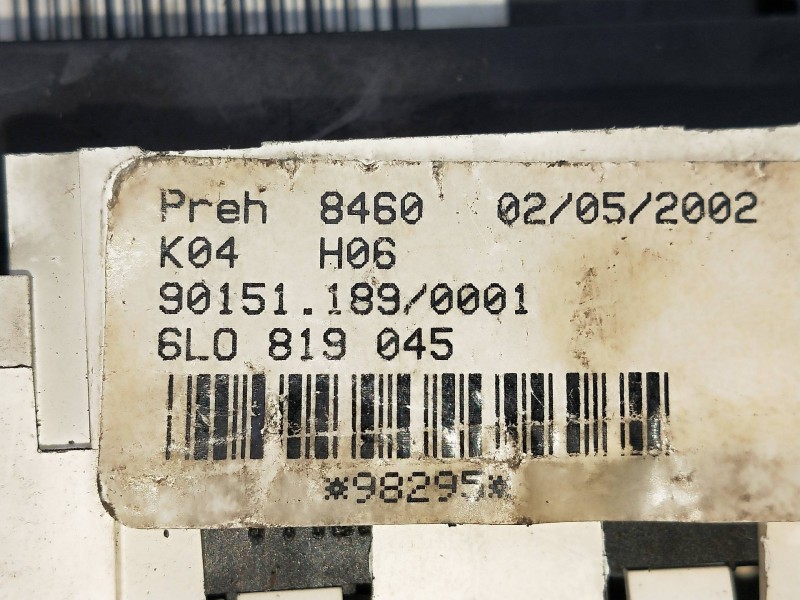 Preh 8460 02/05/2002
K04 H06
90151.189/0001
6L0 819 045
*98295*